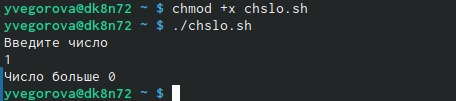 yvegorova@dk8n72 ~ $ chmod +x chslo.sh
yvegorova@dk8n72 ~ $ ./chslo.sh
Введите число
1
Число больше 0
yvegorova@dk8n72 ~ $